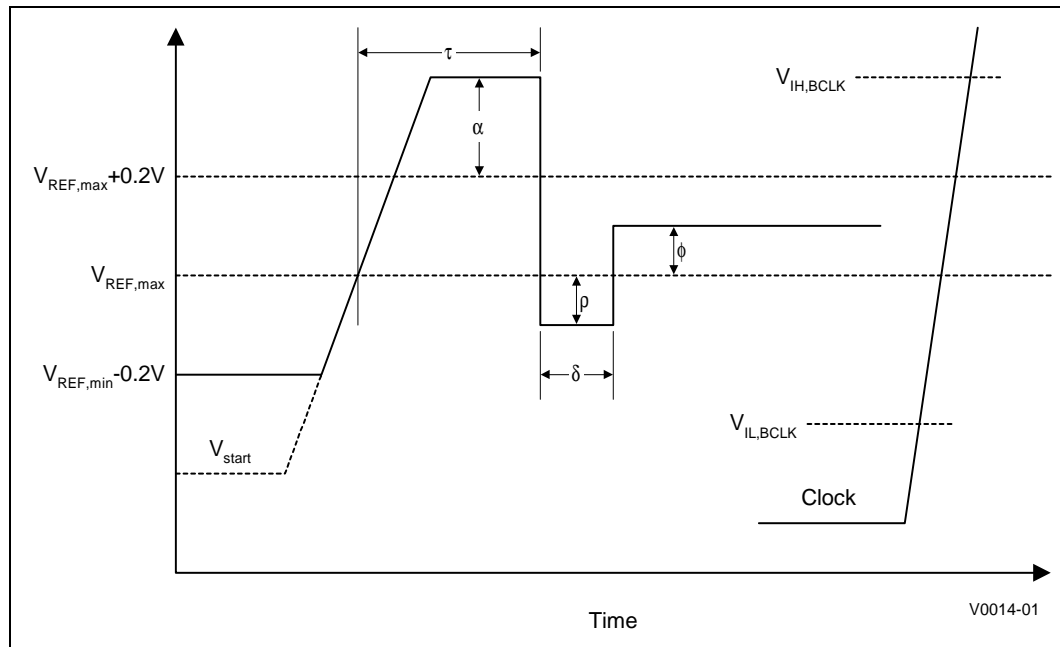 τ
V_IH,BCLK
α
V_REF,max+0.2V
ϕ
V_REF,max
ρ
V_REF,min-0.2V
δ
V_IL,BCLK
V_start
Clock
Time
V0014-01